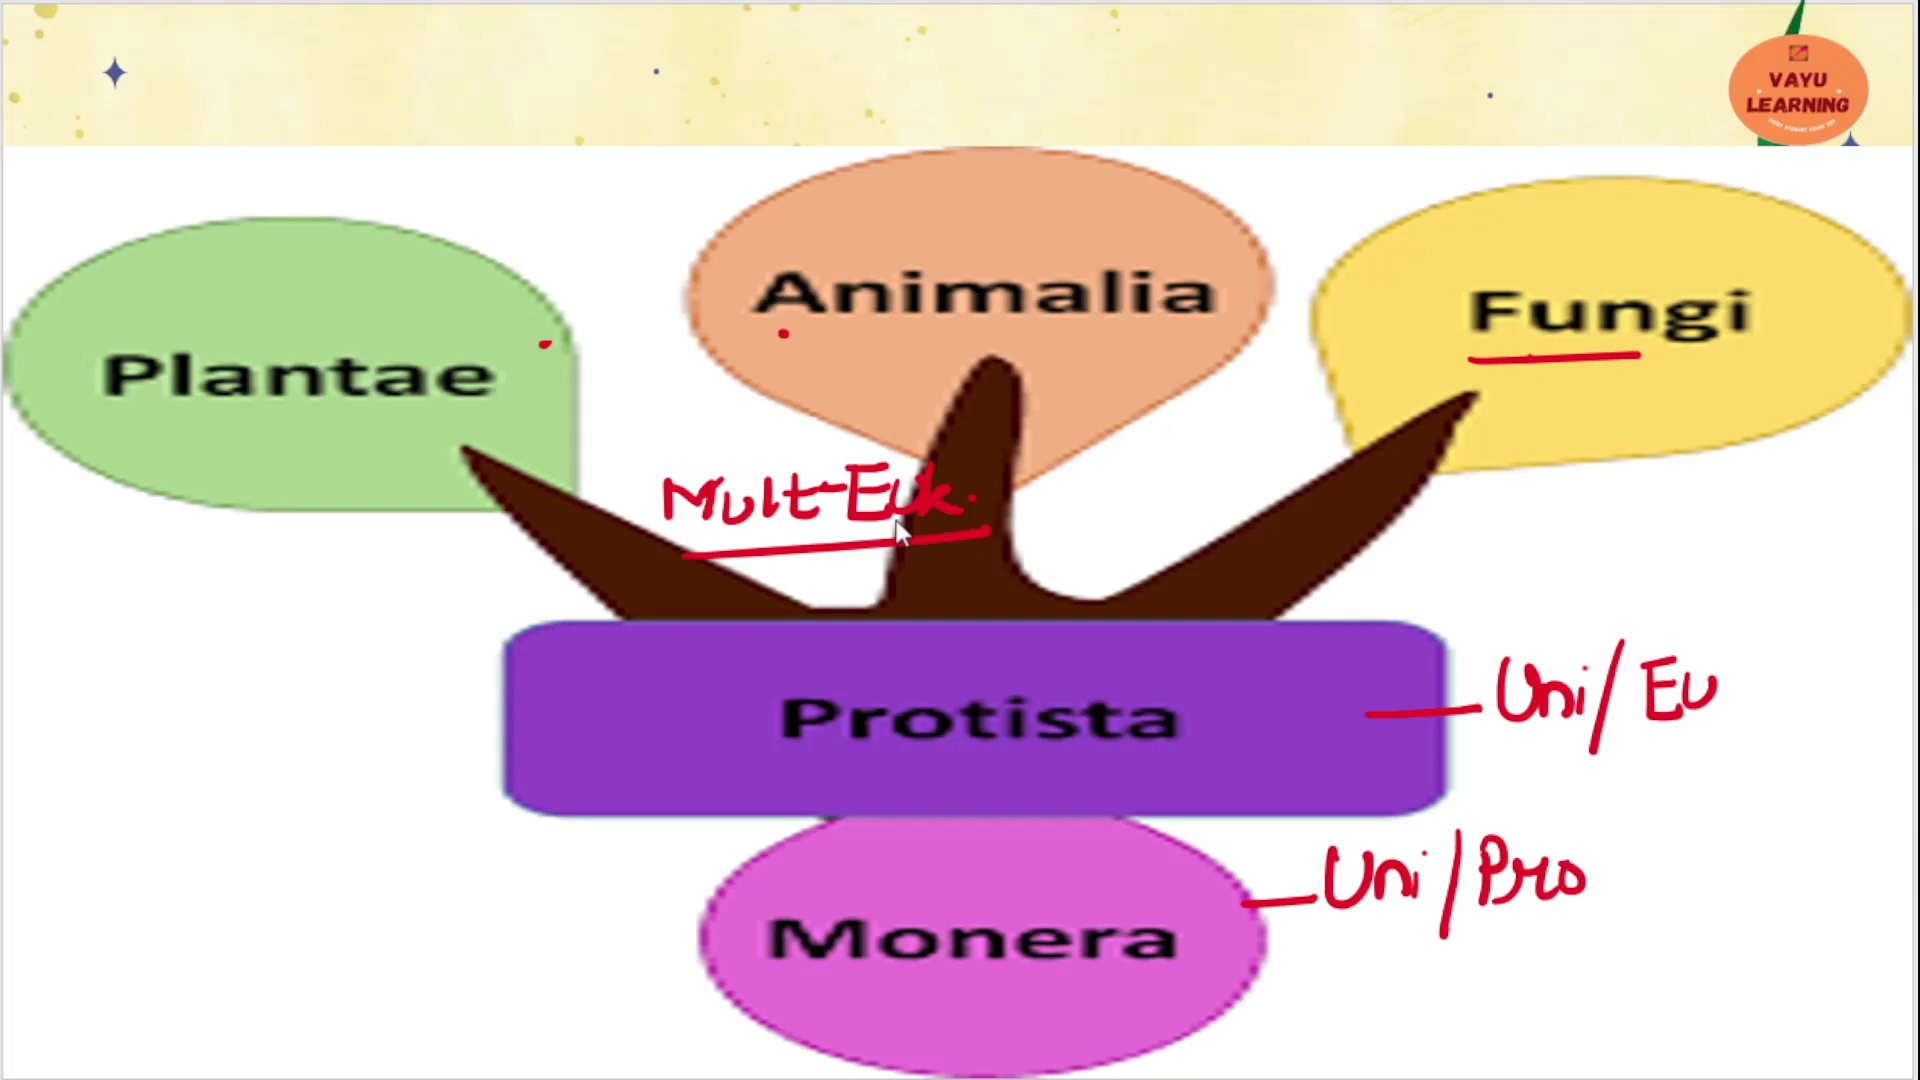 VAYU
LEARNING
Animalia
Fungi
Plantae
Mult-Euk.
Protista
Uni/Eu
Uni/Pro
Monera